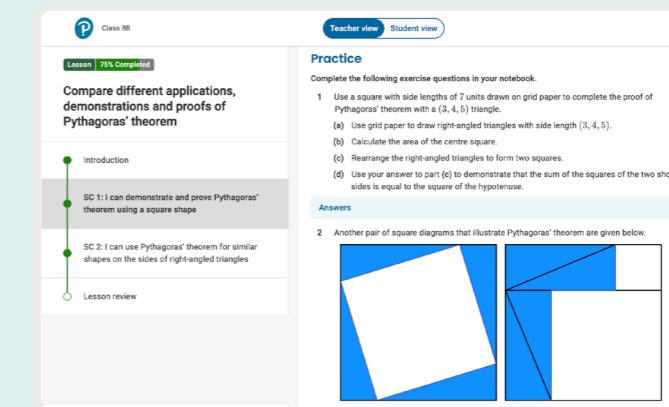 Class 8B
Teacher view
Student view
Lesson 75% Completed
Compare different applications,
demonstrations and proofs of
Pythagoras' theorem
Introduction
SC 1: I can demonstrate and prove Pythagoras'
theorem using a square shape
SC 2: I can use Pythagoras' theorem for similar
shapes on the sides of right-angled triangles
Lesson review
Practice
Complete the following exercise questions in your notebook.
1 Use a square with side lengths of 7 units drawn on grid paper to complete the proof of
Pythagoras' theorem with a (3, 4, 5) triangle.
(a) Use grid paper to draw right-angled triangles with side length (3, 4, 5).
(b) Calculate the area of the centre square.
(c) Rearrange the right-angled triangles to form two squares.
(d) Use your answer to part (c) to demonstrate that the sum of the squares of the two sho
sides is equal to the square of the hypotenuse.
Answers
2 Another pair of square diagrams that illustrate Pythagoras' theorem are given below.